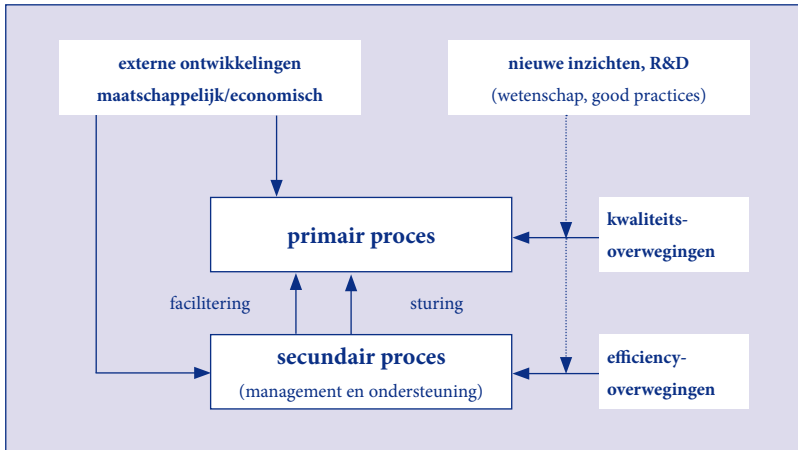 externe ontwikkelingen
maatschappelijk/economisch
nieuwe inzichten, R&D
(wetenschap, good practices)
primair proces
kwaliteits-
overwegingen
facilitering
sturing
secundair proces
(management en ondersteuning)
efficiency-
overwegingen